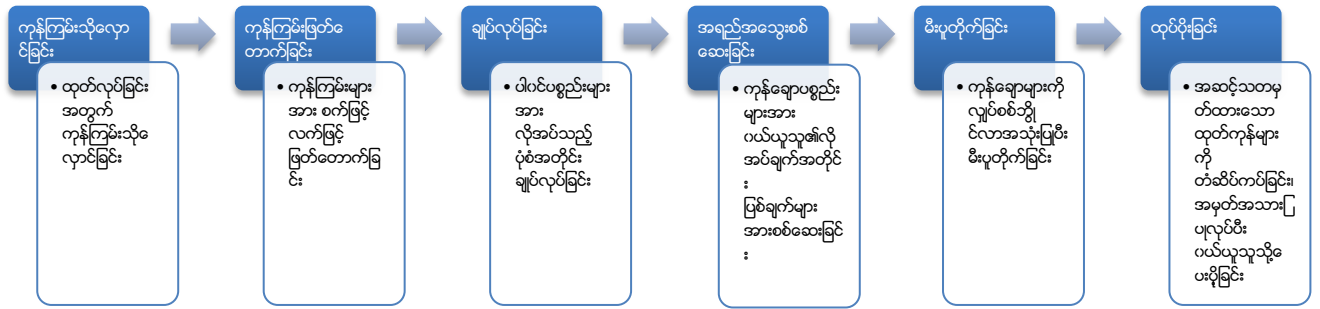 ကုန်ကြမ်းသိုလှော
င်ခြင်း
• ထုတ်လုပ်ခြင်း
အတွက်
ကုန်ကြမ်းသိုေ
လှာင်ခြင်း
ကုန်ကြမ်းဖြတ်ေ
တာက်ခြင်း
• ကုန်ကြမ်းများ
အား စက်ဖြင့်
လက်ဖြင့်
ဖြတ်တောက်ခြ
င်း
ချုပ်လုပ်ခြင်း
• ပါဂင်ပစ္စည်းများ
အား
လိုအပ်သည့်
ပုံစံအတိုင်း
ချုပ်လုပ်ခြင်း
အရည်အသွေးစစ်
ဆေးခြင်း
• ကုန်ချောပစ္စည်း
များအား
ဂယ်ယူသူ၏လို
အပ်ချက်အတိုင်
း
ပြစ်ချက်များ
အားစစ်ဆေးခြင်
း
မီးပူတိုက်ခြင်း
• ကုန်ချောများကို
လျှပ်စစ်ဘွို
င်လာအသုံးပြုပြီး
မီးပူတိုက်ခြင်း
ထုပ်ပိုးခြင်း
• အဆင့်သတမှ
တ်ထားသော
ထုတ်ကုန်များ
ကို
တံဆိပ်ကပ်ခြင်း၊
အမှတ်အသားပြ
ုလုပ်ပြီး
ဂယ်ယူသူသို့ေ
ပးပို့ခြင်း